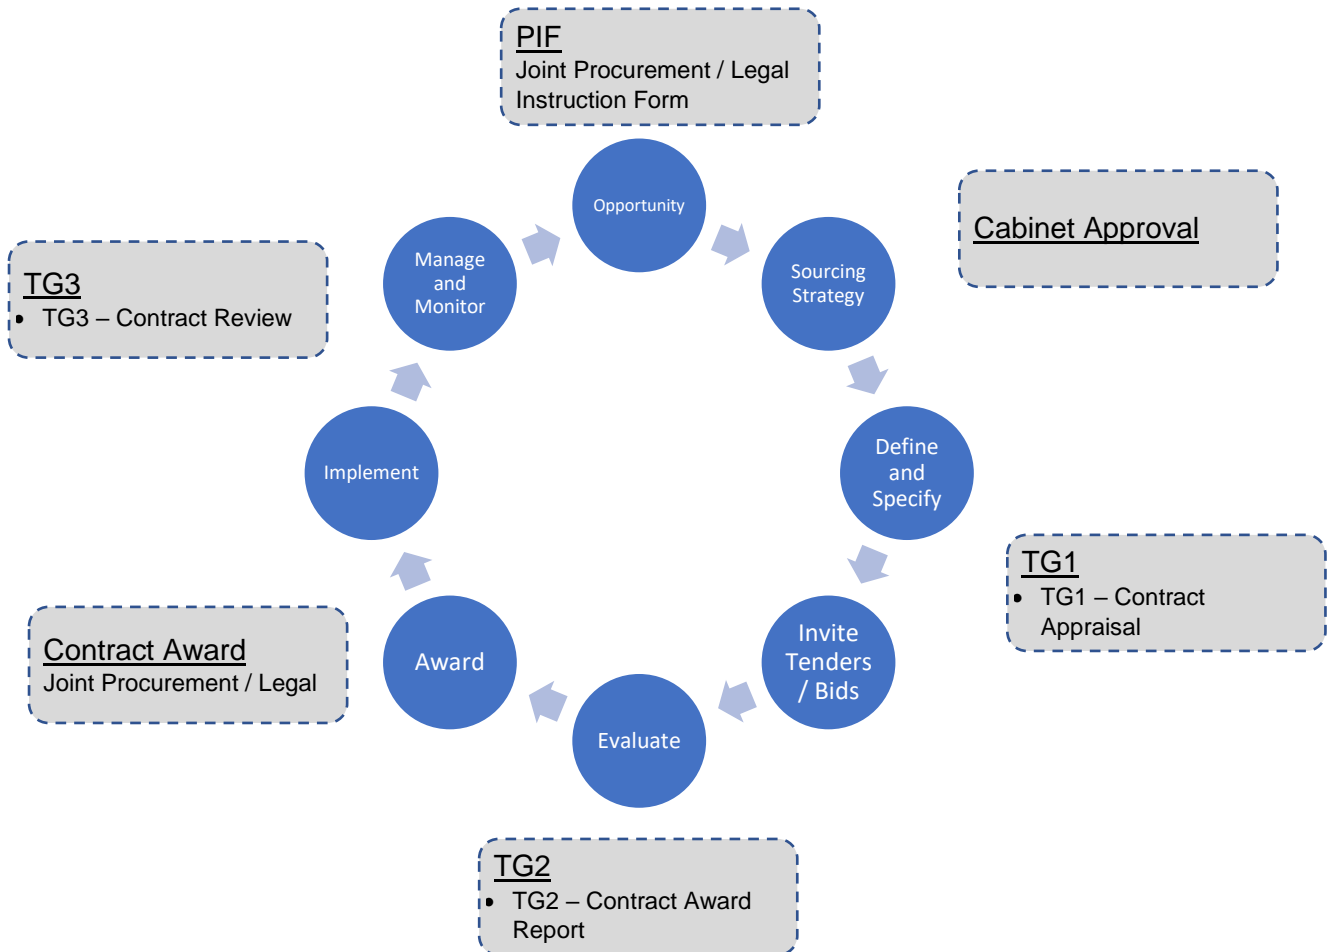 PIF
Joint Procurement / Legal
Instruction Form
Opportunity
Cabinet Approval
Sourcing
Strategy
Manage
and
Monitor
TG3
• TG3 – Contract Review
Define
and
Specify
Implement
TG1
• TG1 – Contract
Appraisal
Invite
Tenders
/ Bids
Award
Contract Award
Joint Procurement / Legal
Evaluate
TG2
• TG2 – Contract Award
Report